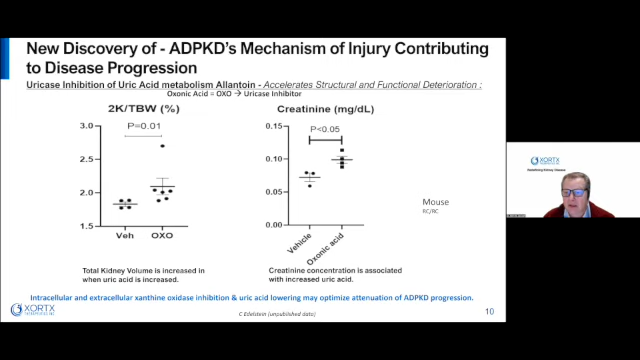 New Discovery of - ADPKD's Mechanism of Injury Contributing
to Disease Progression
Uricase Inhibition of Uric Acid metabolism Allantoin - Accelerates Structural and Functional Deterioration :
Oxonic Acid = OXO → Uricase Inhibitor
2K/TBW (%)
P=0.01
3.0
2.5
2.0
1.5
Veh OXO
Creatinine (mg/dL)
P<0.05
0.15
0.10
0.05
0.00
Vehicle
Oxonic acid
Mouse
RC/RC
Total Kidney Volume is increased in
when uric acid is increased.
Creatinine concentration is associated
with increased uric acid.
Intracellular and extracellular xanthine oxidase inhibition & uric acid lowering may optimize attenuation of ADPKD progression.
XORTX
THERAPEUTICS INC
C Edelstein (unpublished data)
10
XORTX
Redefining Kidney Disease